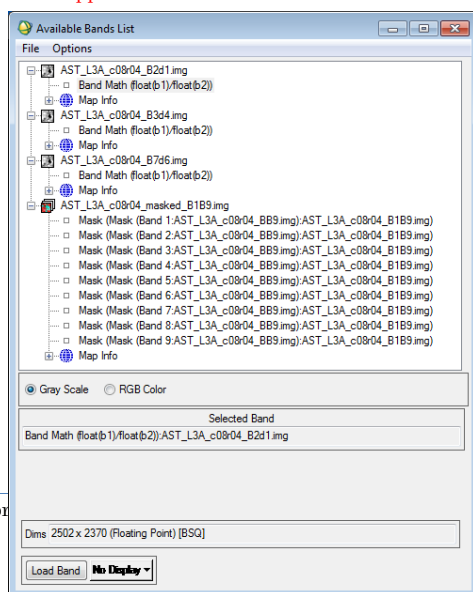 Available Bands List
File Options
AST_L3A_c08r04_B2d1.img
Band Math (float(b1)/float(b2))
Map Info
AST_L3A_c08r04_B3d4.img
Band Math (float(b1)/float(b2))
Map Info
AST_L3A_c08r04_B7d6.img
Band Math (float(b1)/float(b2))
Map Info
AST_L3A_c08r04_masked_B1B9.img
Mask (Mask (Band 1:AST_L3A_c08r04_BB9.img):AST_L3A_c08r04_B1B9.img)
Mask (Mask (Band 2:AST_L3A_c08r04_BB9.img):AST_L3A_c08r04_B1B9.img)
Mask (Mask (Band 3:AST_L3A_c08r04_BB9.img):AST_L3A_c08r04_B1B9.img)
Mask (Mask (Band 4:AST_L3A_c08r04_BB9.img):AST_L3A_c08r04_B1B9.img)
Mask (Mask (Band 5:AST_L3A_c08r04_BB9.img):AST_L3A_c08r04_B1B9.img)
Mask (Mask (Band 6:AST_L3A_c08r04_BB9.img):AST_L3A_c08r04_B1B9.img)
Mask (Mask (Band 7:AST_L3A_c08r04_BB9.img):AST_L3A_c08r04_B1B9.img)
Mask (Mask (Band 8:AST_L3A_c08r04_BB9.img):AST_L3A_c08r04_B1B9.img)
Mask (Mask (Band 9:AST_L3A_c08r04_BB9.img):AST_L3A_c08r04_B1B9.img)
Map Info
Gray Scale RGB Color
Selected Band
Band Math (float(b1)/float(b2)):AST_L3A_c08r04_B2d1.img
Dims 2502 x 2370 (Floating Point) [BSQ]
Load Band No Display